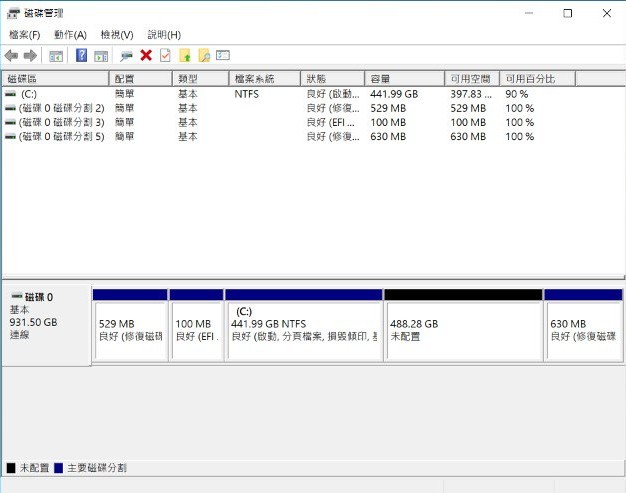 磁碟管理
檔案(F) 動作(A) 檢視(V) 說明(H)
磁碟區 配置 類型 檔案系統 狀態 容量 可用空間 可用百分比
(C:) 簡單 基本 NTFS 良好 (啟動... 441.99 GB 397.83 ... 90 %
(磁碟 0 磁碟分割 2) 簡單 基本 良好 (修復... 529 MB 529 MB 100 %
(磁碟 0 磁碟分割 3) 簡單 基本 良好 (EFI ... 100 MB 100 MB 100 %
(磁碟 0 磁碟分割 5) 簡單 基本 良好 (修復... 630 MB 630 MB 100 %
磁碟 0
基本
931.50 GB
連線
529 MB
良好 (修復磁碟
100 MB
良好 (EFI .
(C:)
441.99 GB NTFS
良好 (啟動, 分頁檔案, 損毀傾印,
488.28 GB
未配置
630 MB
良好 (修復磁碟
未配置 主要磁碟分割